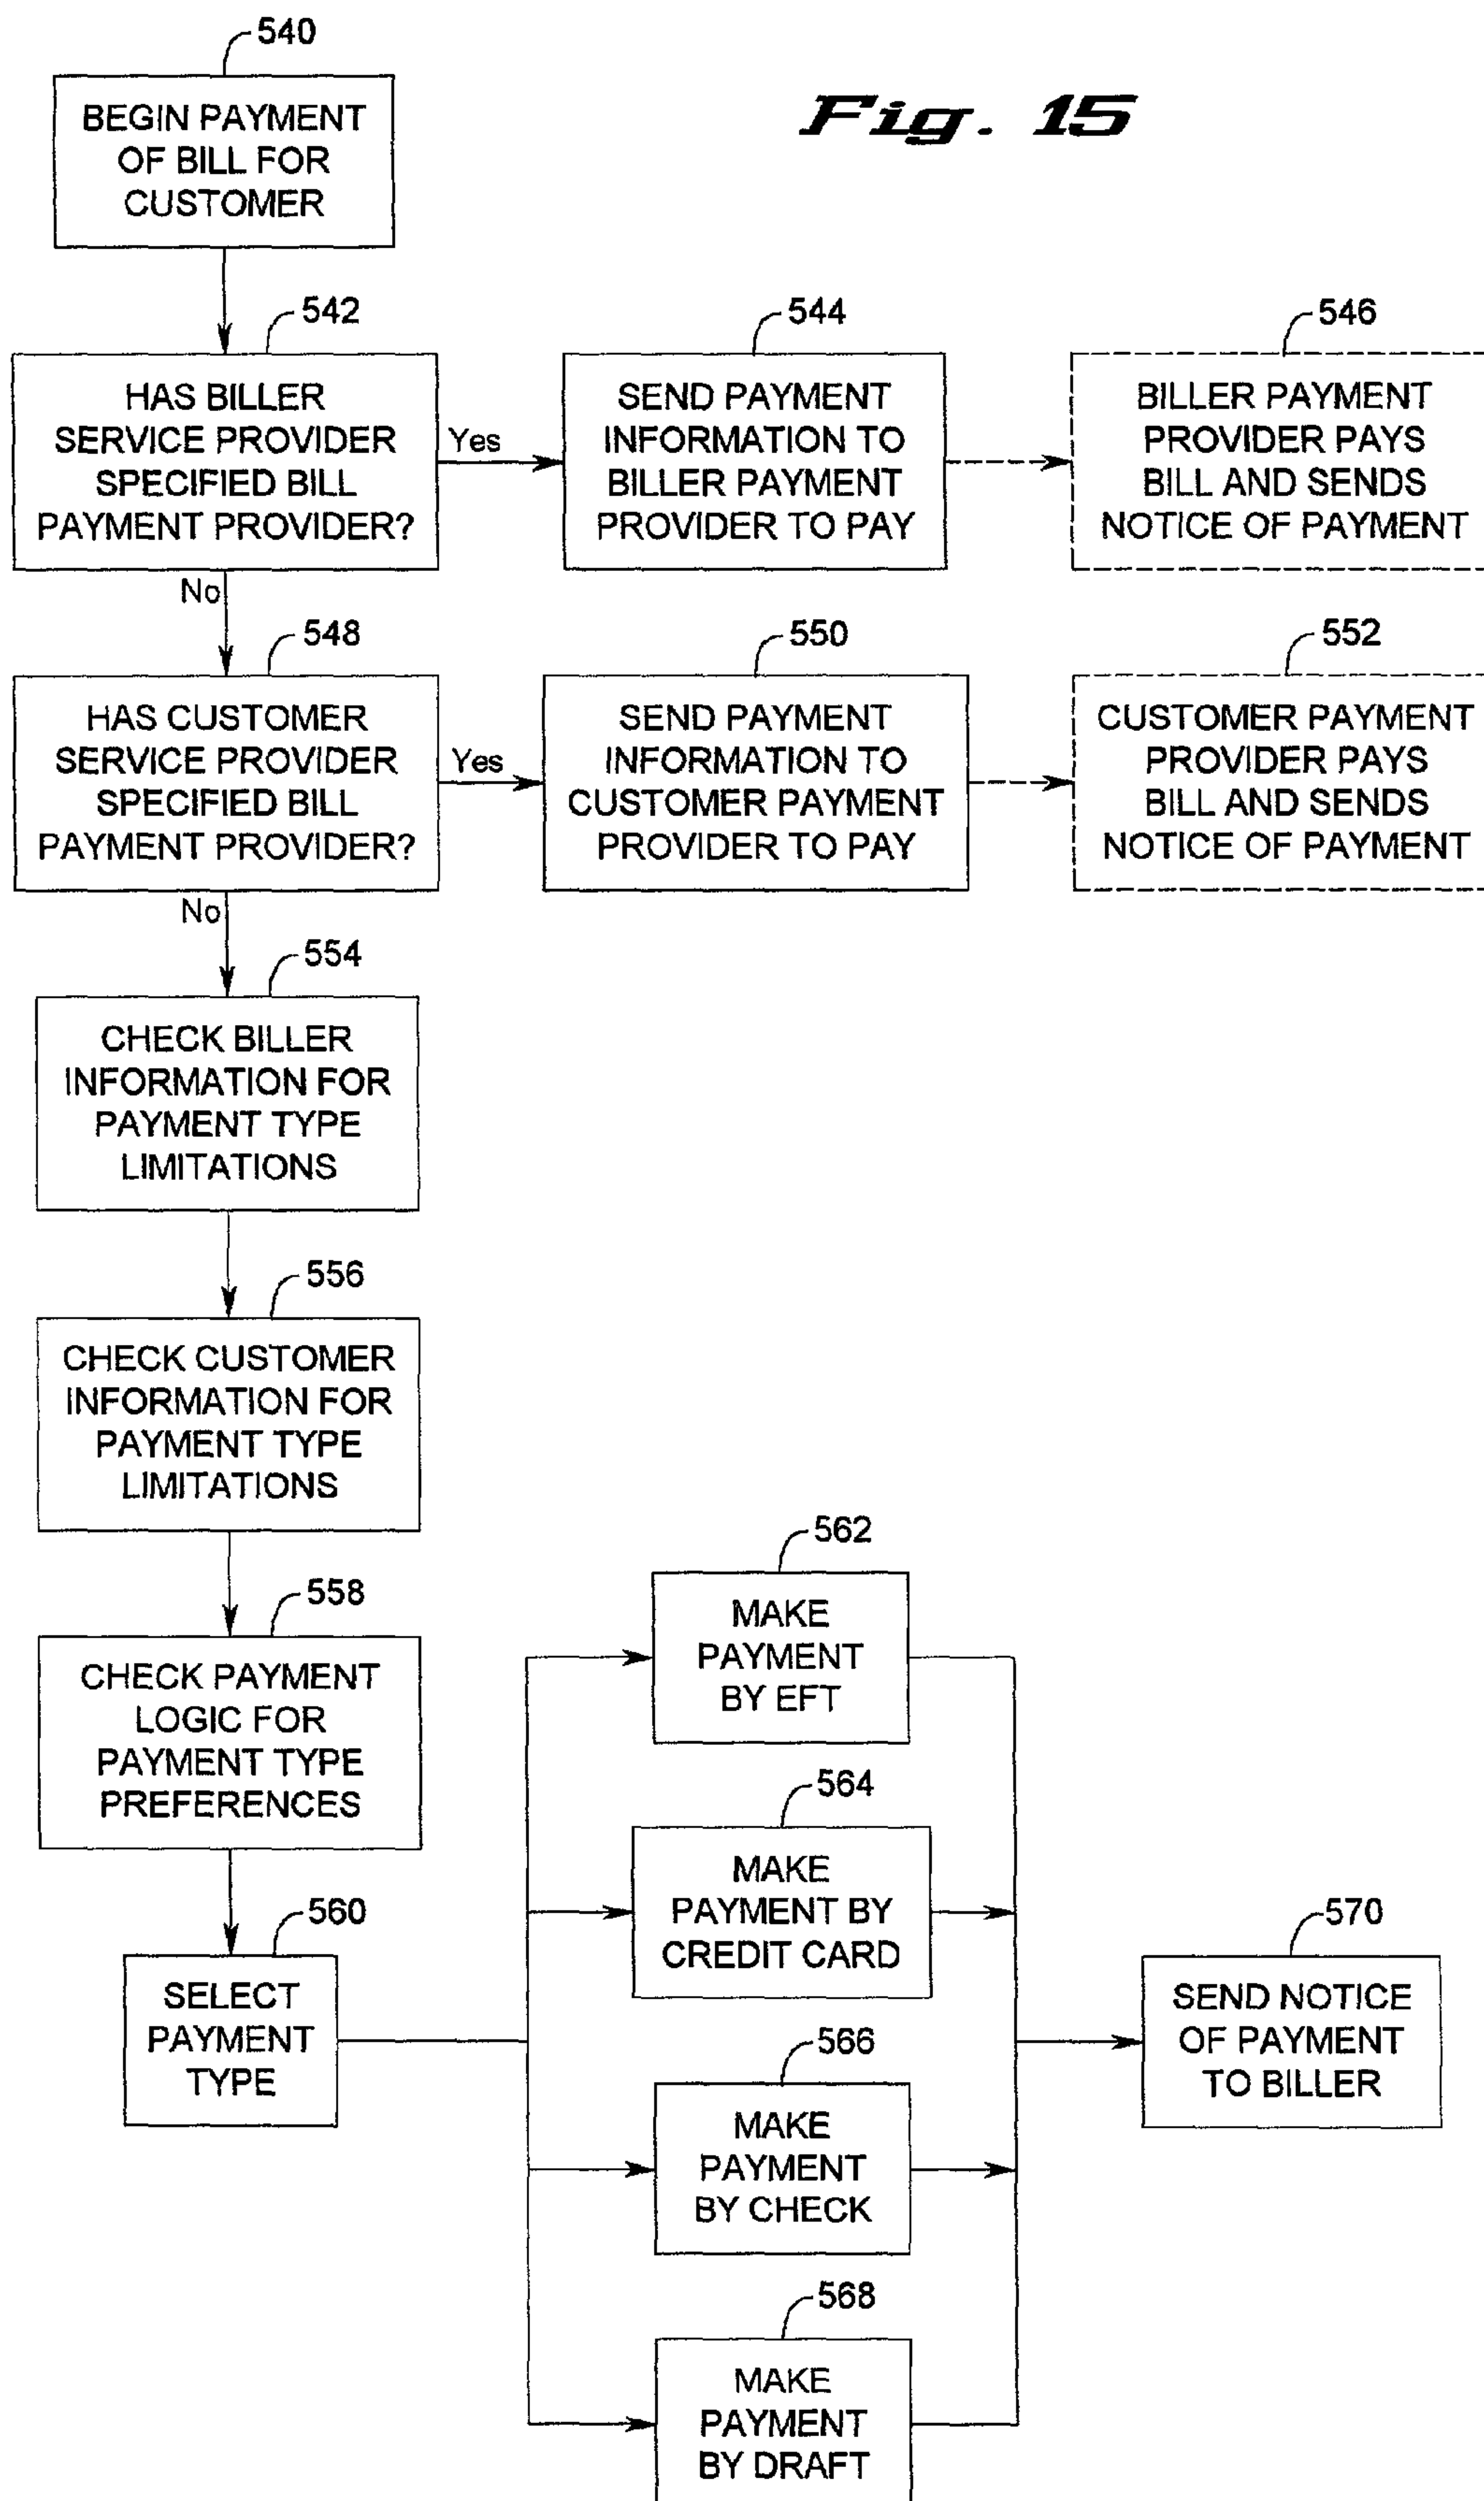 540
Fig. 15
BEGIN PAYMENT
OF BILL FOR
CUSTOMER
542
HAS BILLER
SERVICE PROVIDER
SPECIFIED BILL
PAYMENT PROVIDER?
Yes
544
SEND PAYMENT
INFORMATION TO
BILLER PAYMENT
PROVIDER TO PAY
546
BILLER PAYMENT
PROVIDER PAYS
BILL AND SENDS
NOTICE OF PAYMENT
No
548
HAS CUSTOMER
SERVICE PROVIDER
SPECIFIED BILL
PAYMENT PROVIDER?
Yes
550
SEND PAYMENT
INFORMATION TO
CUSTOMER PAYMENT
PROVIDER TO PAY
552
CUSTOMER PAYMENT
PROVIDER PAYS
BILL AND SENDS
NOTICE OF PAYMENT
No
554
CHECK BILLER
INFORMATION FOR
PAYMENT TYPE
LIMITATIONS
556
CHECK CUSTOMER
INFORMATION FOR
PAYMENT TYPE
LIMITATIONS
558
CHECK PAYMENT
LOGIC FOR
PAYMENT TYPE
PREFERENCES
560
SELECT
PAYMENT
TYPE
562
MAKE
PAYMENT
BY EFT
564
MAKE
PAYMENT BY
CREDIT CARD
566
MAKE
PAYMENT
BY CHECK
568
MAKE
PAYMENT
BY DRAFT
570
SEND NOTICE
OF PAYMENT
TO BILLER